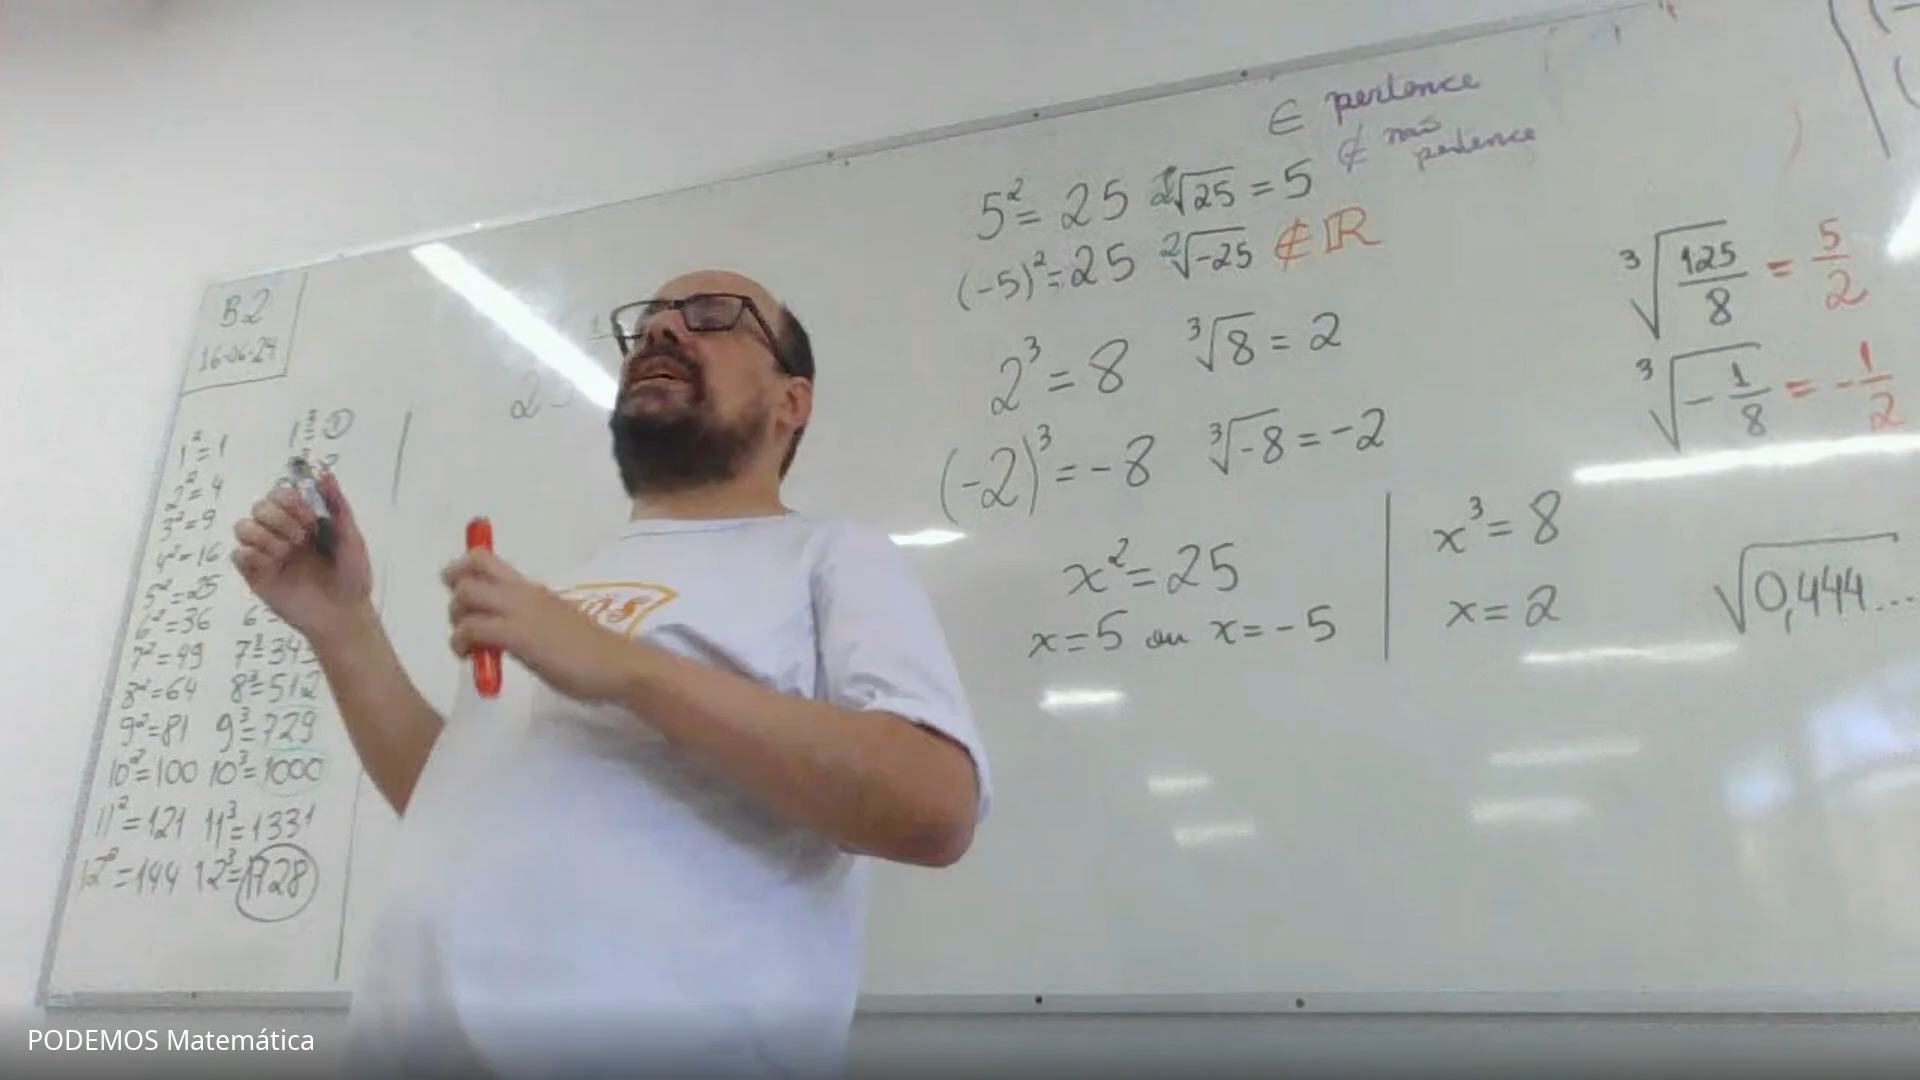 B2
16-06-24
1²=1
2²=4
3²=9
4²=16
5²=25
6²=36
7²=49
8²=64
9²=81
10²=100
11²=121
12²=144
1³=1
7³=343
8³=512
9³=729
10³=1000
11³=1331
12³=1728
∈ pertence
∉ não
pertence
5²=25 ²√25=5
(-5)²=25 ²√-25 ∉ ℝ
2³=8 ³√8=2
(-2)³=-8 ³√-8=-2
x²=25
x=5 ou x=-5
x³=8
x=2
³√125/8=5/2
³√-1/8=-1/2
√0,444...
PODEMOS Matemática